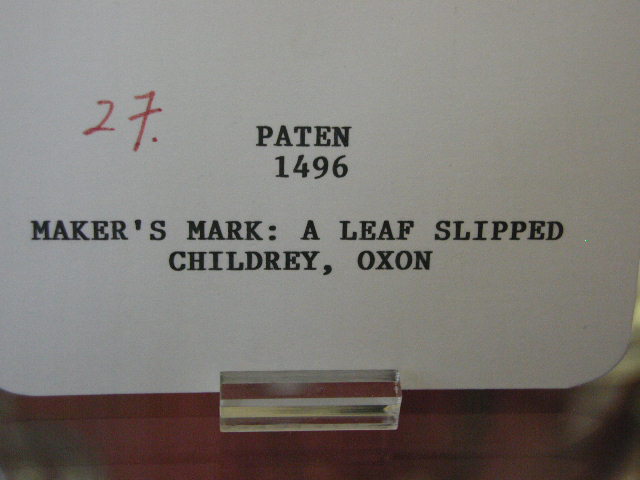 27.
PATEN
1496
MAKER'S MARK: A LEAF SLIPPED
CHILDREY, OXON